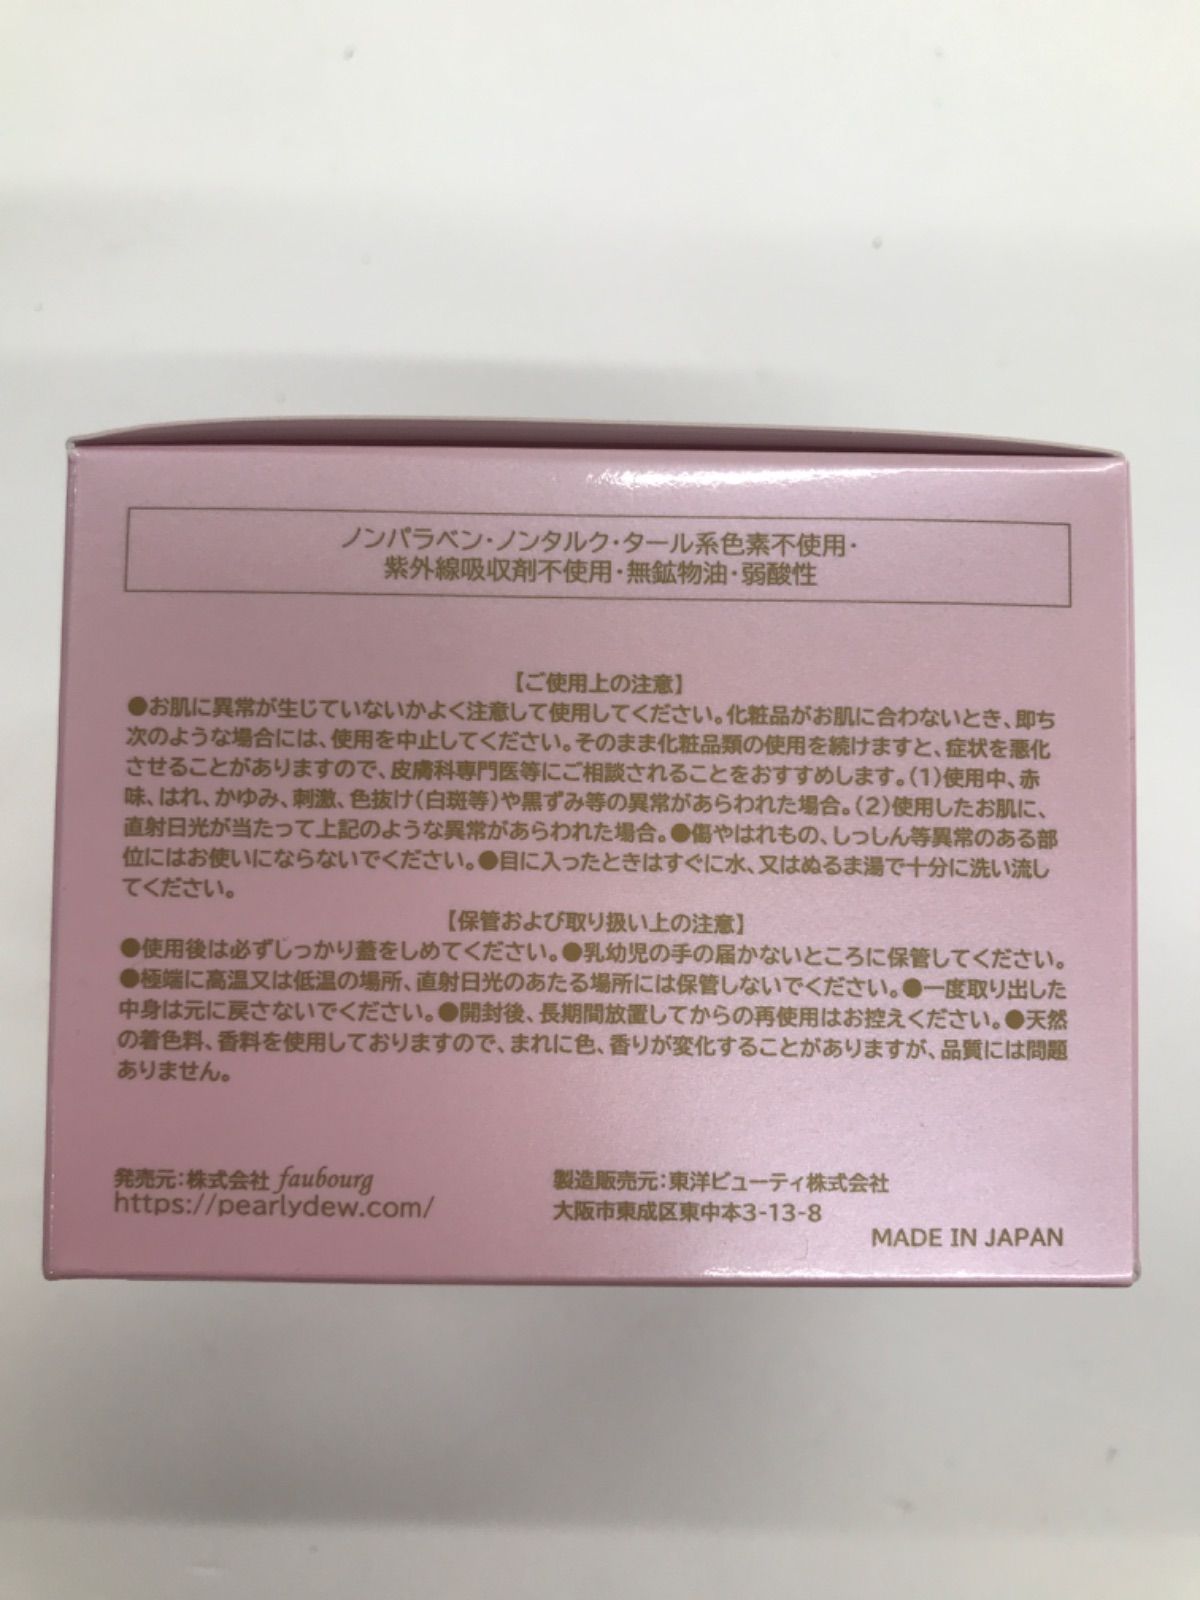 ノンパラベン・ノンタルク・タール系色素不使用・
紫外線吸収剤不使用・無鉱物油・弱酸性
【ご使用上の注意】
●お肌に異常が生じていないかよく注意して使用してください。化粧品がお肌に合わないとき、即ち
次のような場合には、使用を中止してください。そのまま化粧品類の使用を続けますと、症状を悪化
させることがありますので、皮膚科専門医等にご相談されることをおすすめします。(1)使用中、赤
味、はれ、かゆみ、刺激、色抜け(白斑等)や黒ずみ等の異常があらわれた場合。(2)使用したお肌に、
直射日光が当たって上記のような異常があらわれた場合。●傷やはれもの、しっしん等異常のある部
位にはお使いにならないでください。●目に入ったときはすぐに水、又はぬるま湯で十分に洗い流し
てください。
【保管および取り扱い上の注意】
●使用後は必ずしっかり蓋をしめてください。●乳幼児の手の届かないところに保管してください。
●極端に高温又は低温の場所、直射日光のあたる場所には保管しないでください。●一度取り出した
中身は元に戻さないでください。●開封後、長期間放置してからの再使用はお控えください。●天然
の着色料、香料を使用しておりますので、まれに色、香りが変化することがありますが、品質には問題
ありません。
発売元:株式会社 faubourg
https://pearlydew.com/
製造販売元:東洋ビューティ株式会社
大阪市東成区東中本3-13-8
MADE IN JAPAN